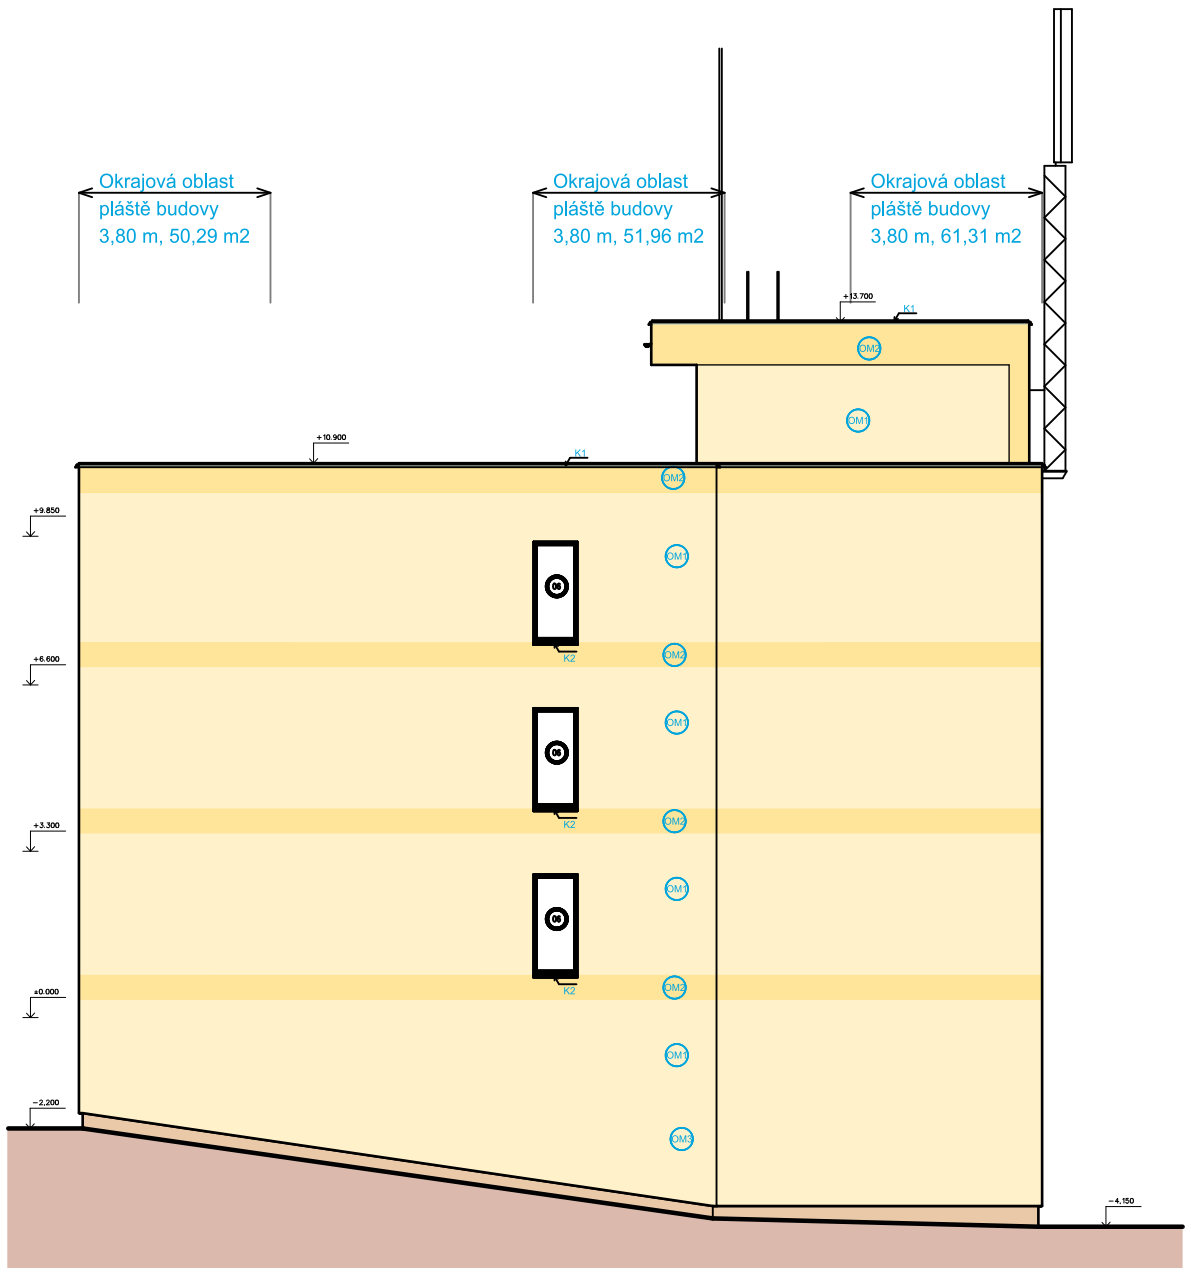 Okrajová oblast
pláště budovy
3,80 m, 50,29 m2
Okrajová oblast
pláště budovy
3,80 m, 51,96 m2
Okrajová oblast
pláště budovy
3,80 m, 61,31 m2
+13.700
K1
OM2
OM1
+10.900
K1
OM2
+9.850
OM1
06
OM2
K2
+6.600
OM1
06
OM2
K2
+3.300
OM1
06
OM2
K2
±0.000
OM1
-2,200
OM3
-4,150